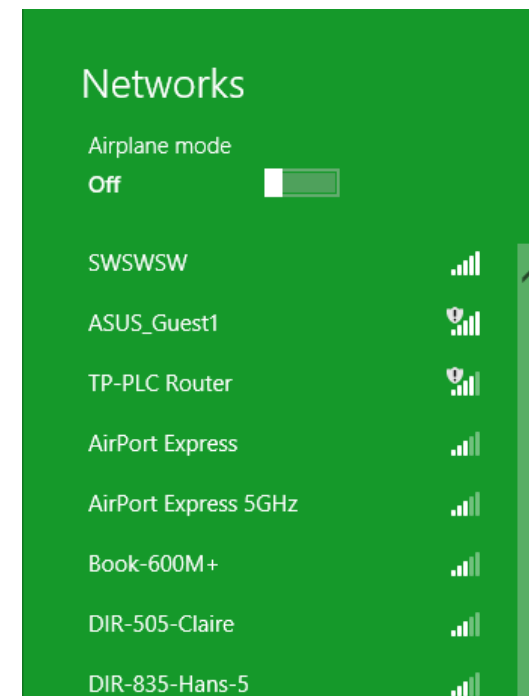 Networks
Airplane mode
Off
SWSWSW
ASUS_Guest1
TP-PLC Router
AirPort Express
AirPort Express 5GHz
Book-600M+
DIR-505-Claire
DIR-835-Hans-5